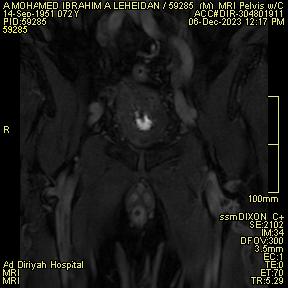 A MOHAMED IBRAHIM A LEHEIDAN / 59285 (M) MRI Pelvis w/C
14-Sep-1951 072Y ACC#DIR-304801911
PID:59285 06-Dec-2023 12:17 PM
59285
R
100mm
ssmDIXON C+
SE:2102
IM:34
DFOV:300
3.5mm
EC:1
Ad Diriyah Hospital TE:0
MRI ET:70
MRI TR:5.29